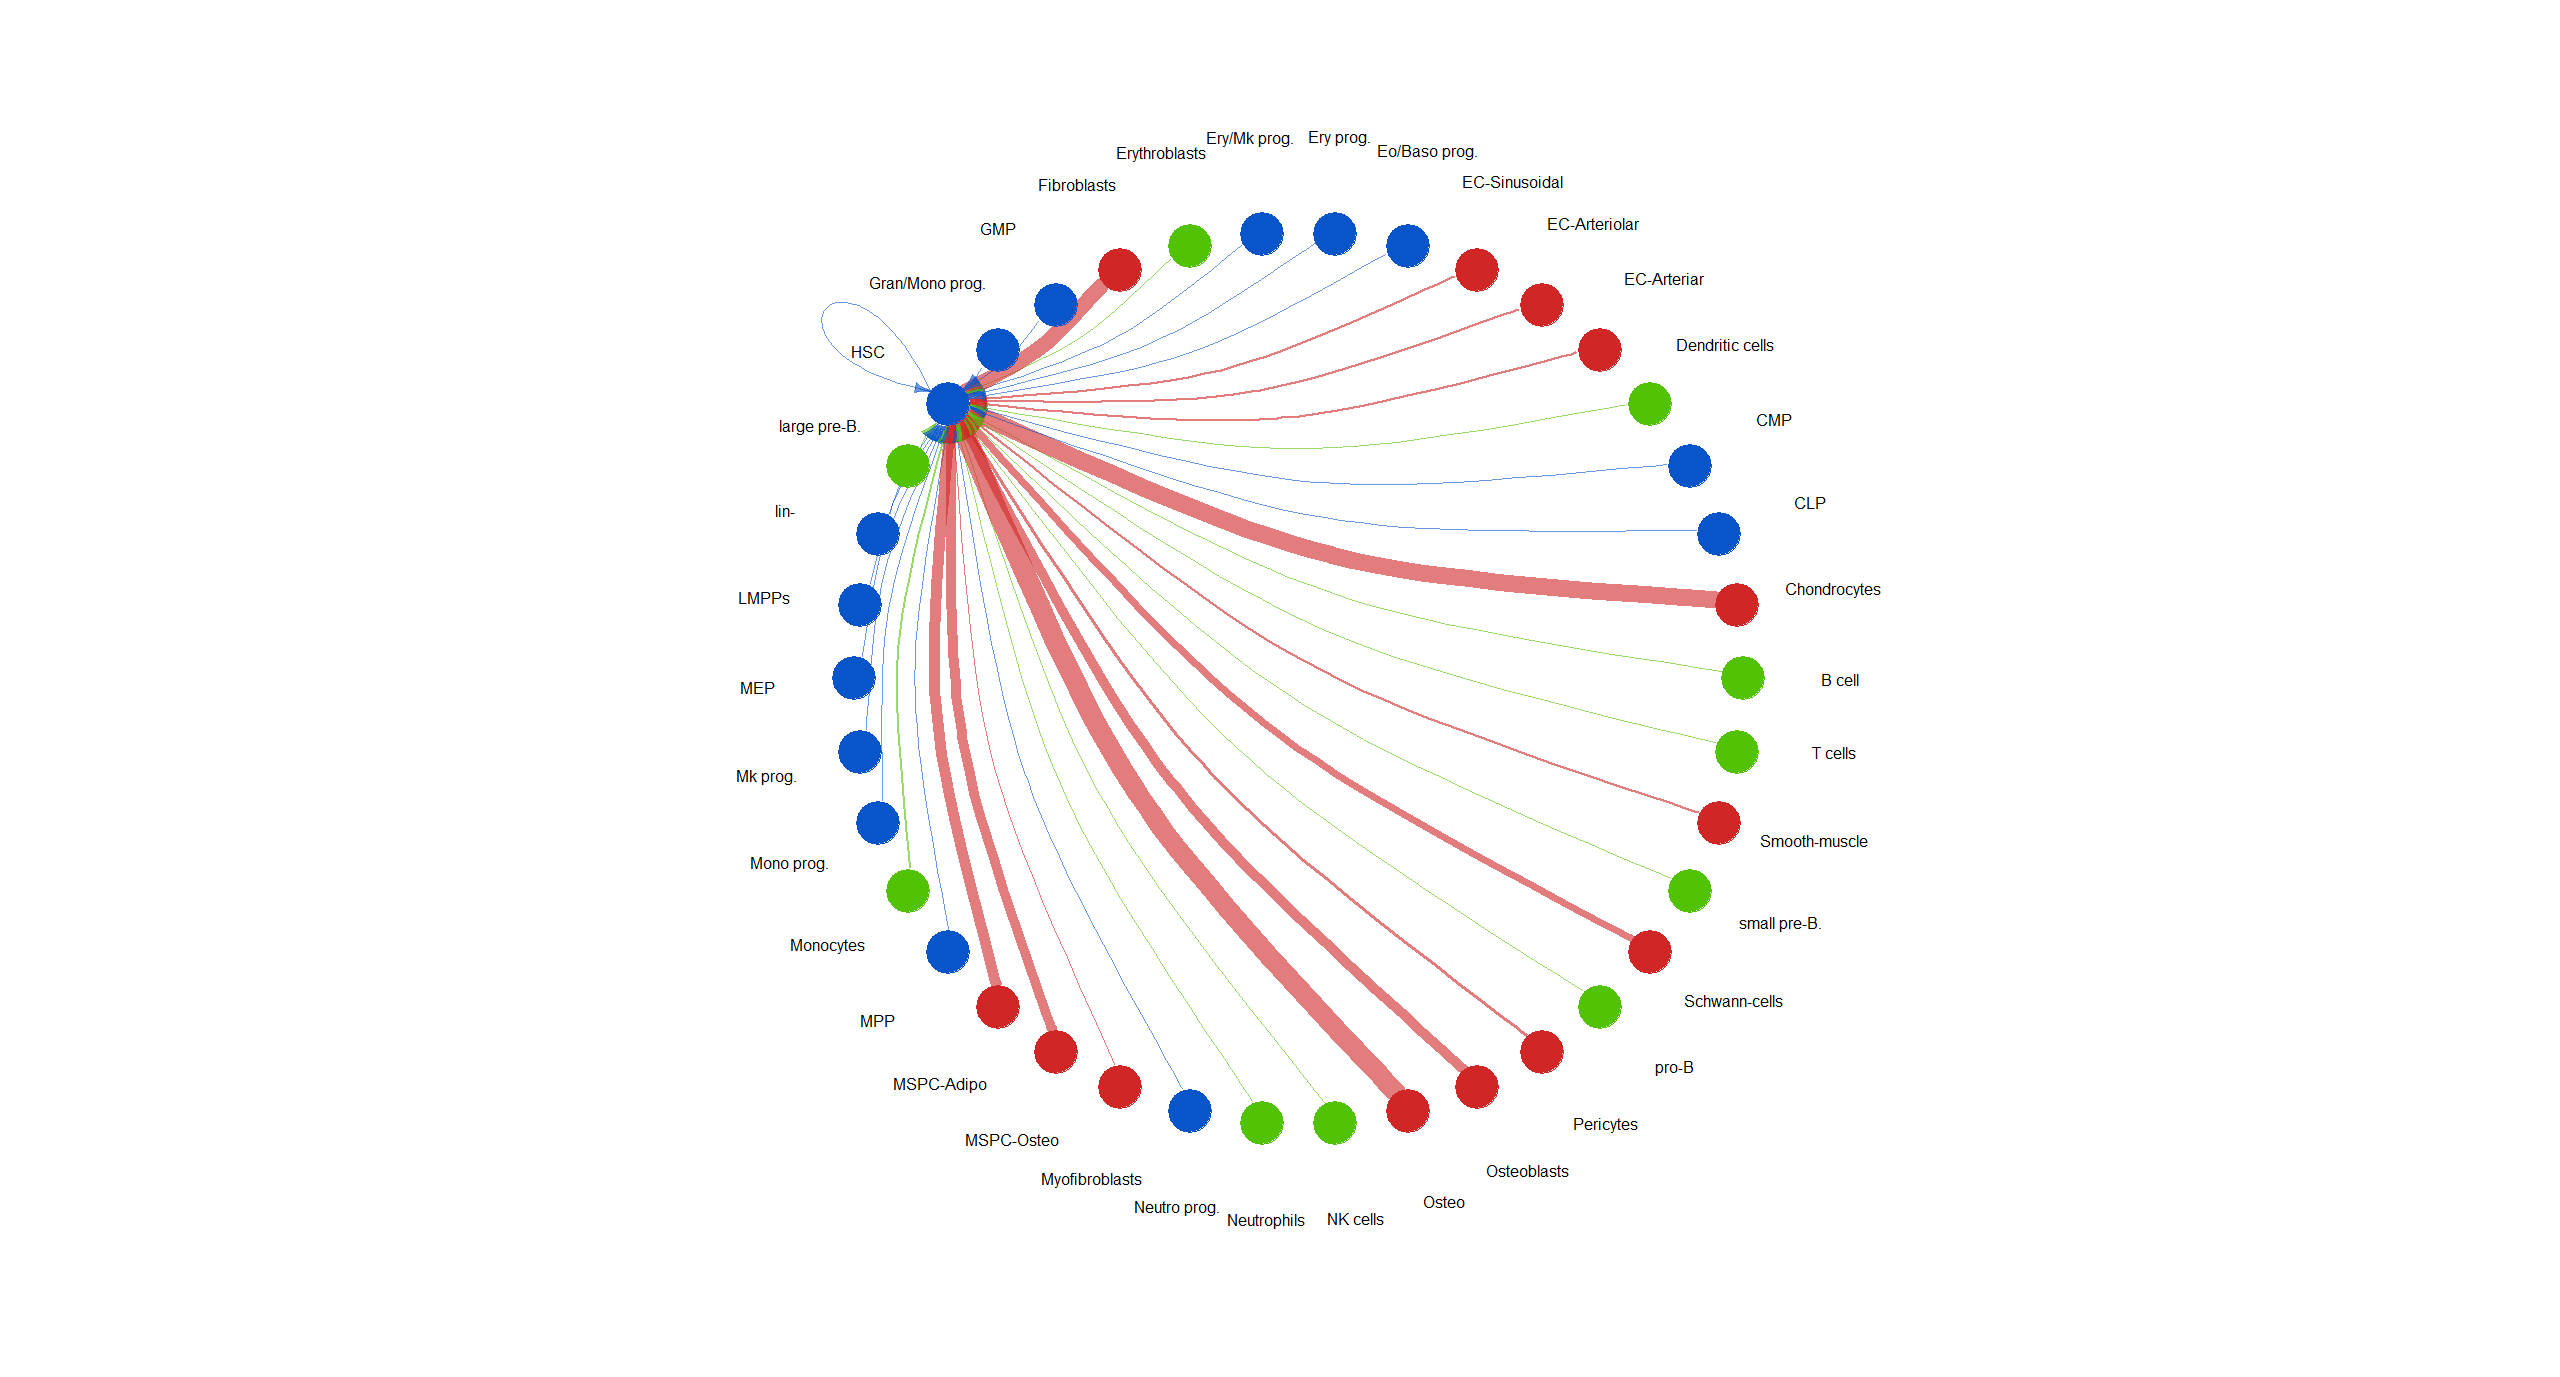 Ery/Mk prog.
Ery prog.
Eo/Baso prog.
Erythroblasts
EC-Sinusoidal
Fibroblasts
EC-Arteriolar
GMP
EC-Arteriar
Gran/Mono prog.
Dendritic cells
HSC
CMP
large pre-B.
CLP
lin-
Chondrocytes
LMPPs
B cell
MEP
T cells
Mk prog.
Smooth-muscle
Mono prog.
small pre-B.
Monocytes
Schwann-cells
MPP
pro-B
MSPC-Adipo
Pericytes
MSPC-Osteo
Osteoblasts
Myofibroblasts
Osteo
Neutro prog.
Neutrophils
NK cells